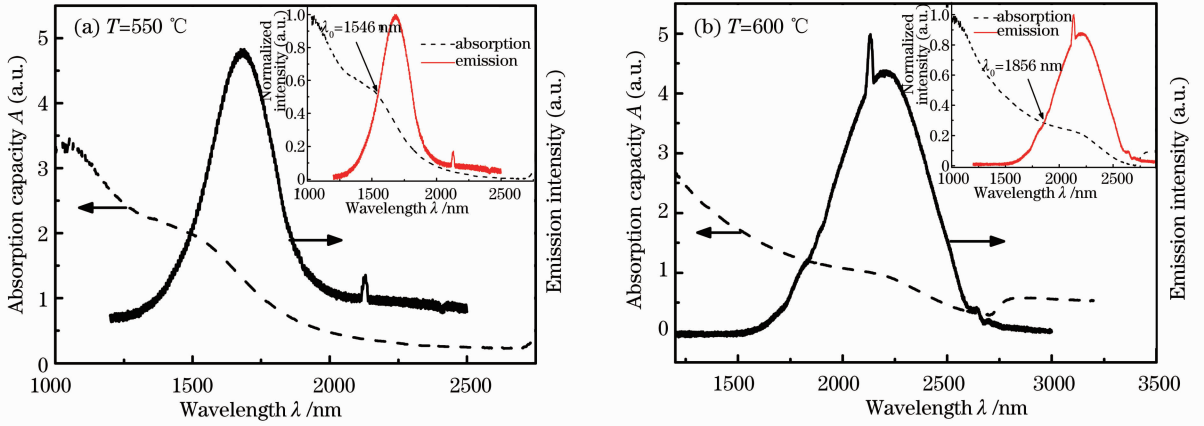 (a) T=550 ℃
5
4
3
2
1
0
Absorption capacity A (a.u.)
1000
1500
2000
2500
Wavelength λ /nm
Emission intensity (a.u.)
1.0
0.8
0.6
0.4
0.2
0
Normalized
intensity (a.u.)
λ₀=1546 nm
absorption
emission
1000
1500
2000
2500
Wavelength λ /nm
(b) T=600 ℃
5
4
3
2
1
0
Absorption capacity A (a.u.)
1500
2000
2500
3000
3500
Wavelength λ /nm
Emission intensity (a.u.)
1.0
0.8
0.6
0.4
0.2
0
Normalized
intensity (a.u.)
absorption
emission
λ₀=1856 nm
1000
1500
2000
2500
Wavelength λ /nm